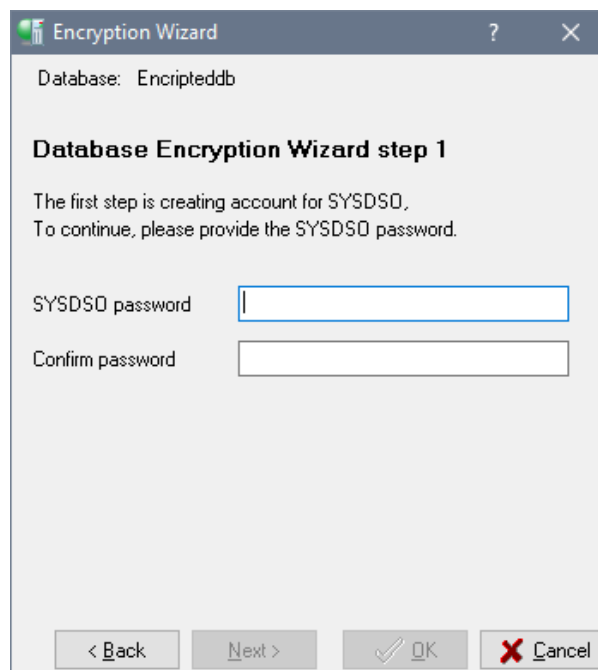 Encryption Wizard ?
Database: Encripteddb
Database Encryption Wizard step 1
The first step is creating account for SYSDSO,
To continue, please provide the SYSDSO password.
SYSDSO password
Confirm password
< Back Next > OK Cancel